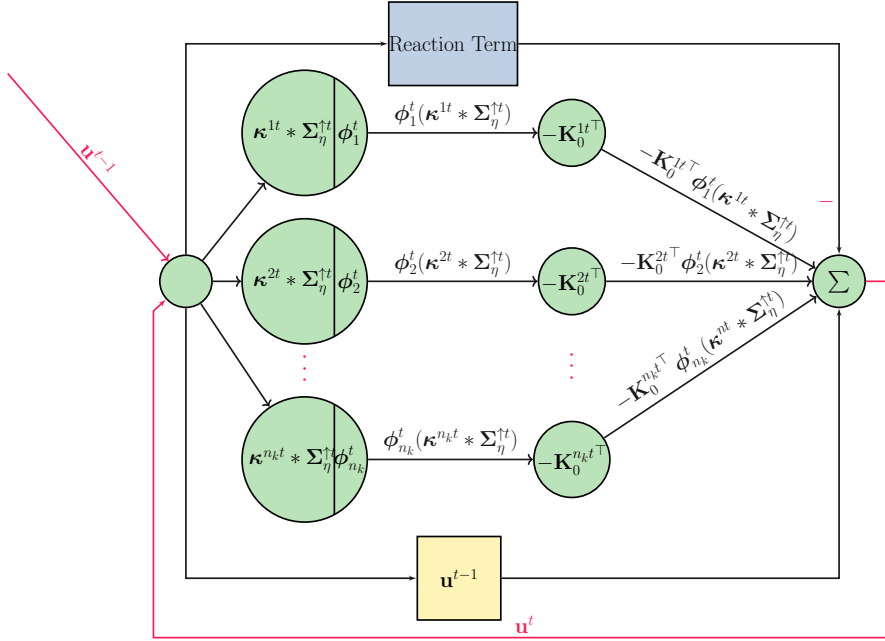 Reaction Term
κ^{1t} ∗ Σ_η^{↑t} ϕ_1^t
ϕ_1^t(κ^{1t} ∗ Σ_η^{↑t})
−K_0^{1t⊤}
−K_0^{1t⊤}ϕ_1^t(κ^{1t} ∗ Σ_η^{↑t})
u^{t−1}
−
κ^{2t} ∗ Σ_η^{↑t} ϕ_2^t
ϕ_2^t(κ^{2t} ∗ Σ_η^{↑t})
−K_0^{2t⊤}
−K_0^{2t⊤}ϕ_2^t(κ^{2t} ∗ Σ_η^{↑t})
∑
⋮
⋮
−K_0^{n_k t⊤} ϕ_{n_k}^t(κ^{nt} ∗ Σ_η^{↑t})
κ^{n_k t} ∗ Σ_η^{↑t} ϕ_{n_k}^t
ϕ_{n_k}^t(κ^{n_k t} ∗ Σ_η^{↑t})
−K_0^{n_k t⊤}
u^{t−1}
u^t